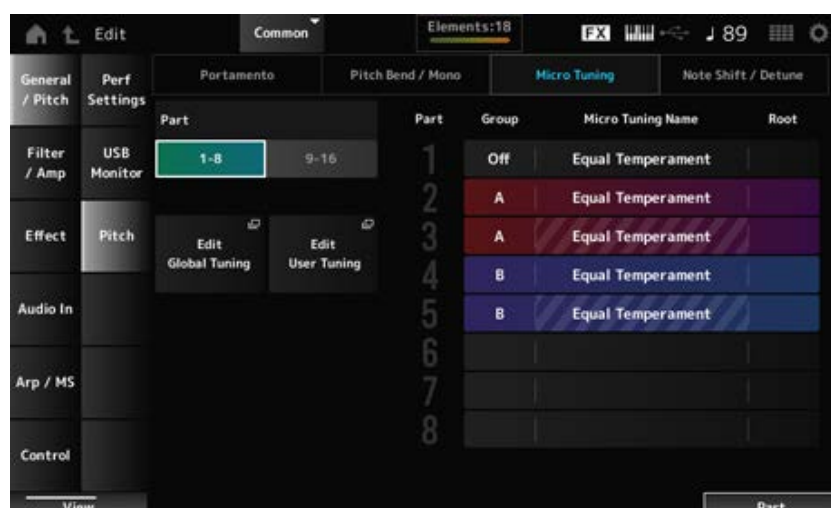 Edit
Common
Elements:18
FX
89
General / Pitch
Perf Settings
Filter / Amp
USB Monitor
Effect
Pitch
Audio In
Arp / MS
Control
Portamento
Pitch Bend / Mono
Micro Tuning
Note Shift / Detune
Part
1-8
9-16
Edit
Global Tuning
Edit
User Tuning
Part Group Micro Tuning Name Root
1 Off Equal Temperament
2 A Equal Temperament
3 A Equal Temperament
4 B Equal Temperament
5 B Equal Temperament
6
7
8
View
Part